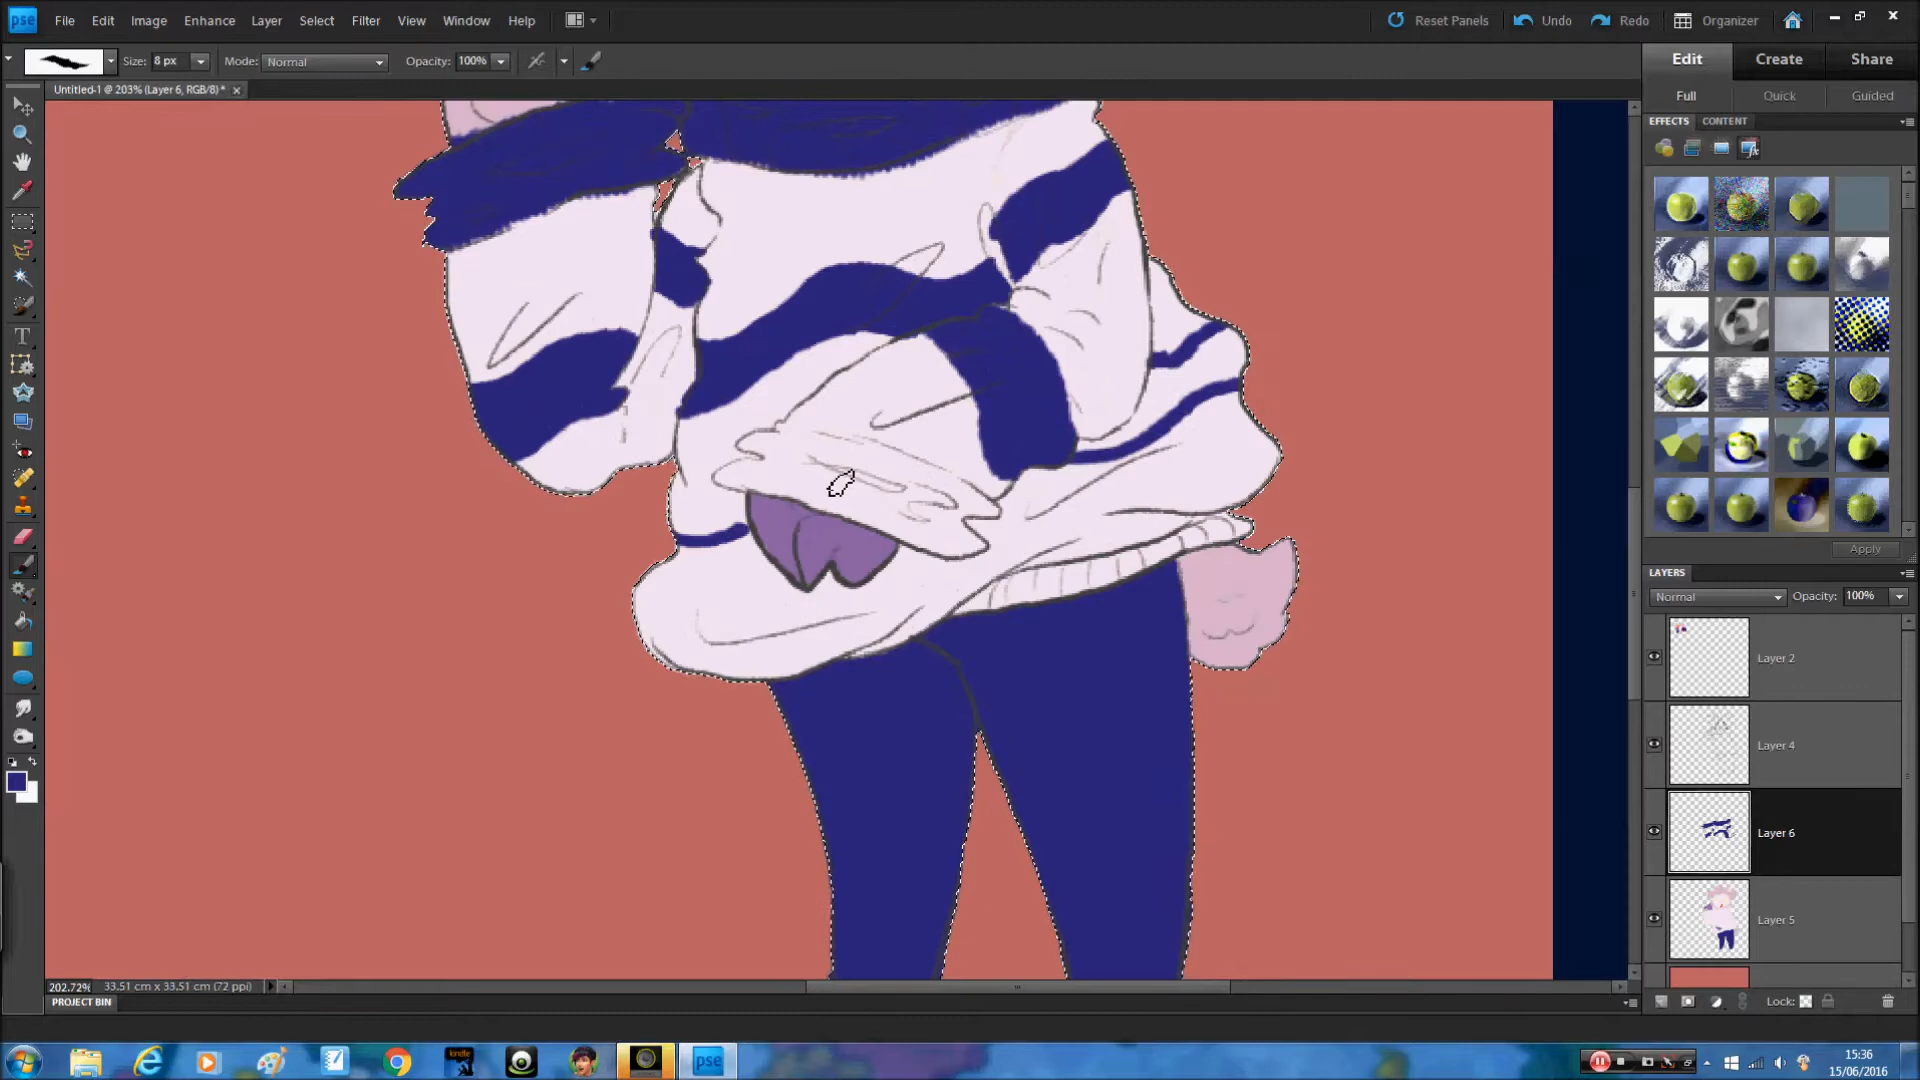 pse File Edit Image Enhance Layer Select Filter View Window Help Reset Panels Undo Redo Organizer
Size: 8 px Mode: Normal Opacity: 100% Edit Create Share
Untitled-1 @ 203% (Layer 6, RGB/8) * x
Full Quick Guided
EFFECTS CONTENT
Apply
LAYERS
Normal Opacity: 100%
Layer 2
Layer 4
Layer 6
Layer 5
202.72% 33.51 cm x 33.51 cm (72 ppi)
PROJECT BIN Lock:
kindle pse 15:36
15/06/2016